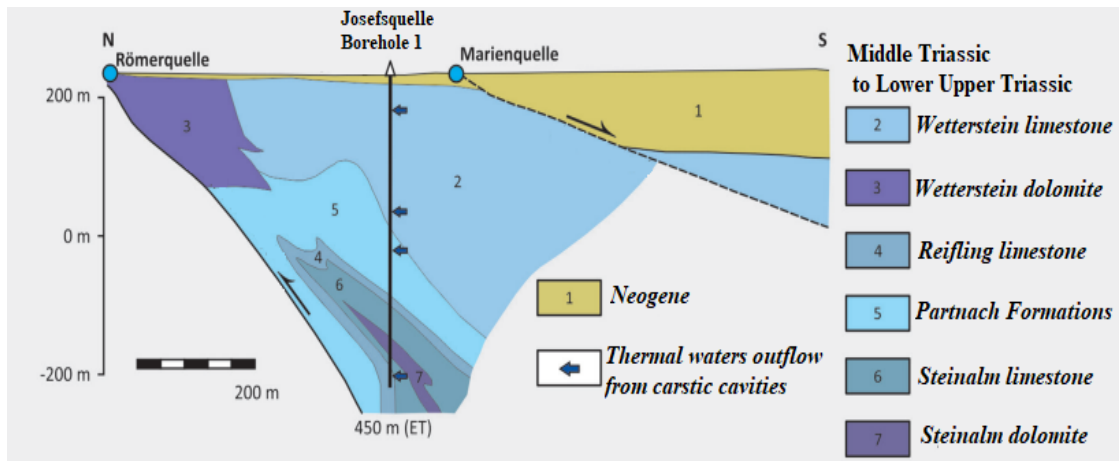 Josefsquelle
Borehole 1
N
Römerquelle
Marienquelle
S
200 m
0 m
-200 m
3
2
5
4
6
7
1
200 m
450 m (ET)
1 Neogene
Thermal waters outflow
from carstic cavities
Middle Triassic
to Lower Upper Triassic
2 Wetterstein limestone
3 Wetterstein dolomite
4 Reifling limestone
5 Partnach Formations
6 Steinalm limestone
7 Steinalm dolomite